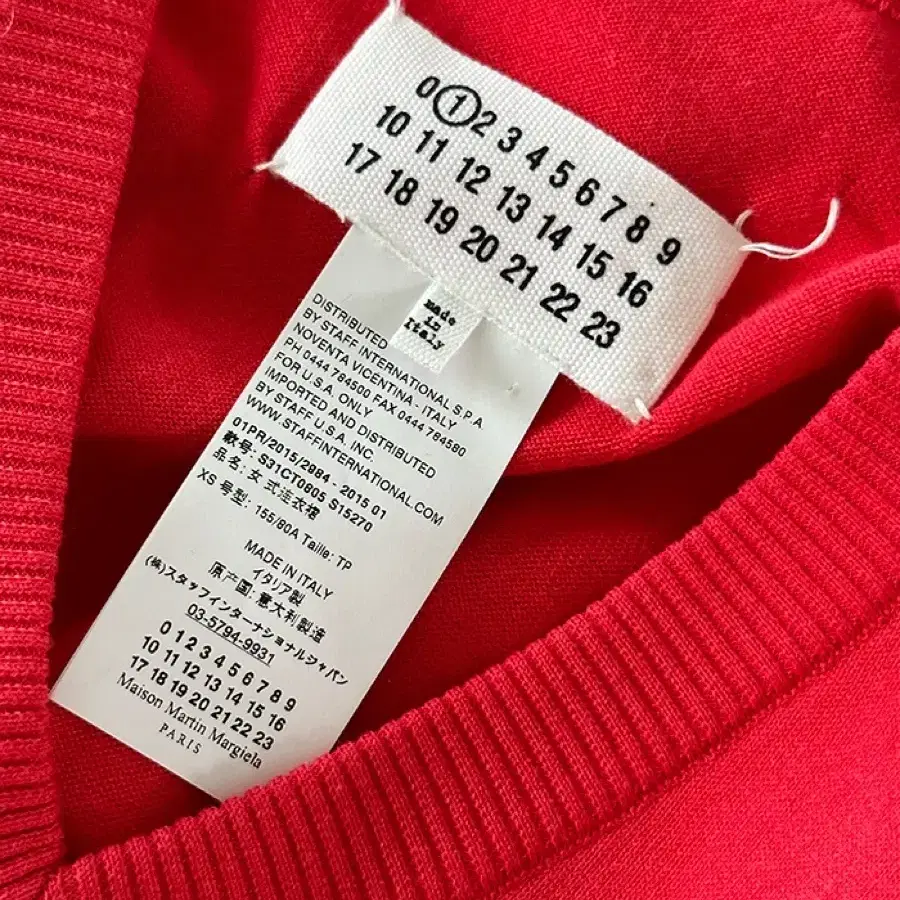 0 1 2 3 4 5 6 7 8 9
10 11 12 13 14 15 16
17 18 19 20 21 22 23
made
in
Italy
DISTRIBUTED
BY STAFF INTERNATIONAL S.P.A
NOVENTA VICENTINA - ITALY
PH 0444 784500 FAX 0444 784580
FOR U.S.A. ONLY
IMPORTED AND DISTRIBUTED
BY STAFF U.S.A. INC.
WWW.STAFFINTERNATIONAL.COM
01PR/2015/2984 - 2015 01
款号: S31CT0805 S15270
品名: 女 式连衣裙
XS 号型: 155/80A Taille: TP
MADE IN ITALY
イタリア製
原产国: 意大利製造
(株)スタッフインターナショナルジャパン
03-5794-9931
0 1 2 3 4 5 6 7 8 9
10 11 12 13 14 15 16
17 18 19 20 21 22 23
Maison Martin Margiela
PARIS